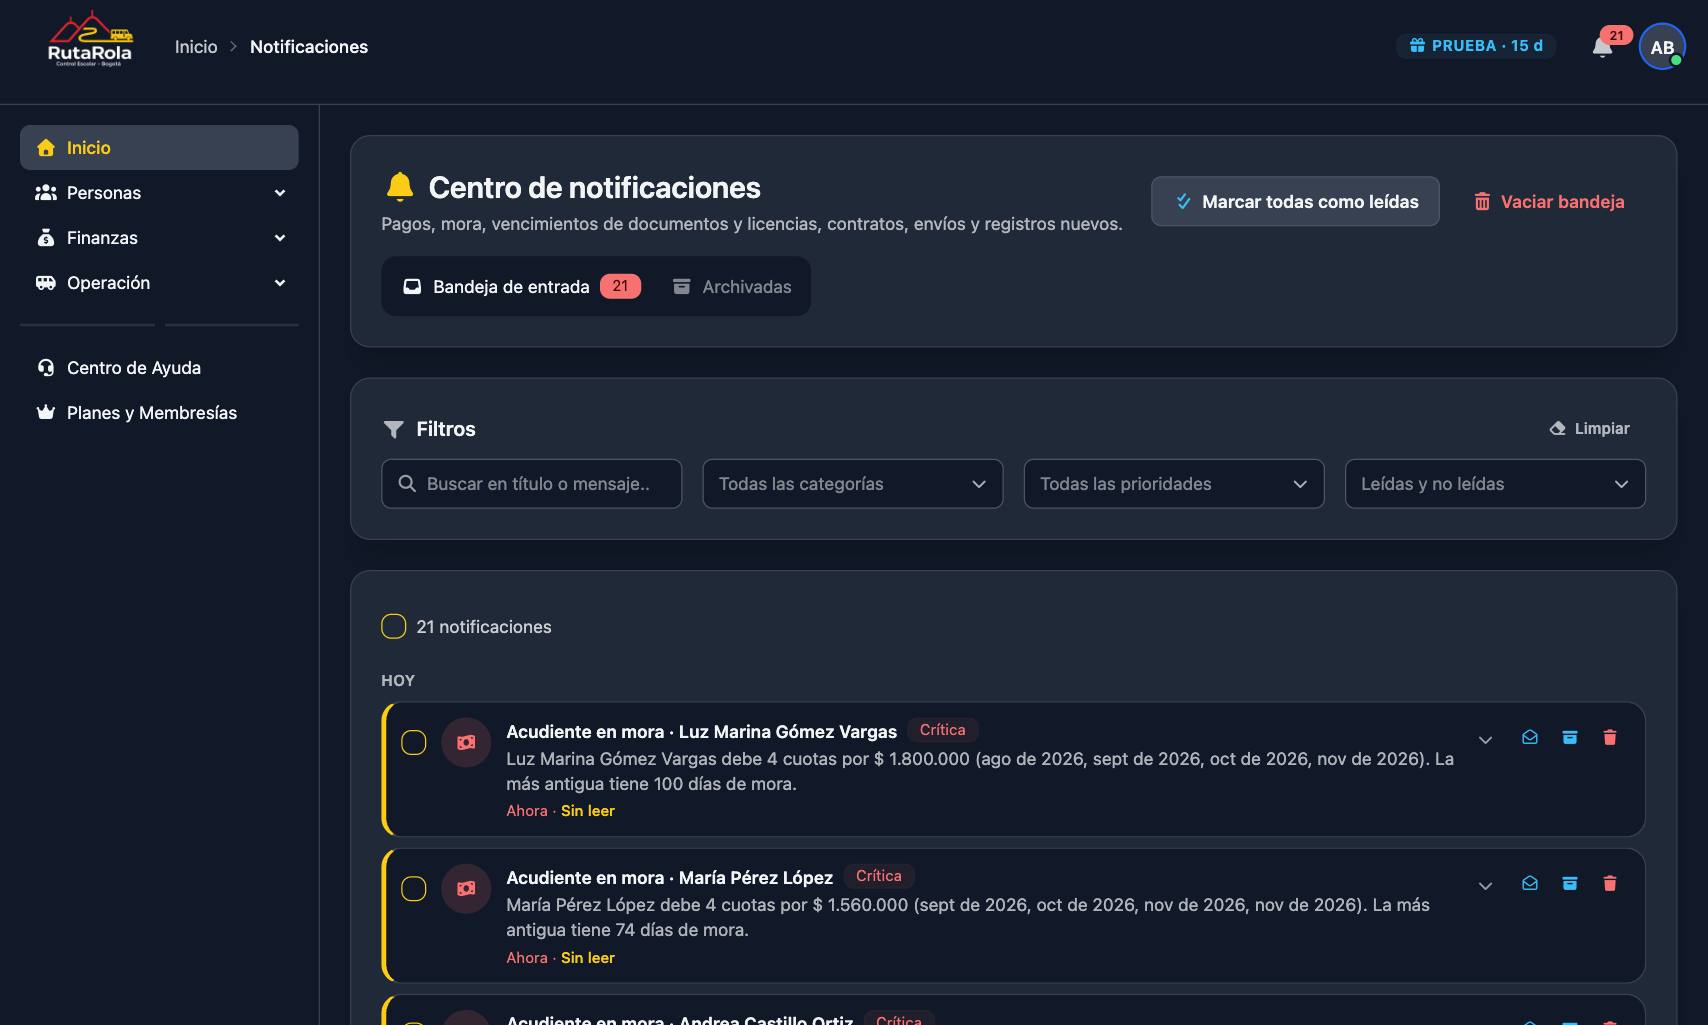 RutaRola
Control Escolar - Bogotá
Inicio > Notificaciones
PRUEBA · 15 d
21
AB
Inicio
Personas
Finanzas
Operación
Centro de Ayuda
Planes y Membresías
Centro de notificaciones
Pagos, mora, vencimientos de documentos y licencias, contratos, envíos y registros nuevos.
Marcar todas como leídas
Vaciar bandeja
Bandeja de entrada 21
Archivadas
Filtros
Limpiar
Buscar en título o mensaje..
Todas las categorías
Todas las prioridades
Leídas y no leídas
21 notificaciones
HOY
Acudiente en mora · Luz Marina Gómez Vargas Crítica
Luz Marina Gómez Vargas debe 4 cuotas por $ 1.800.000 (ago de 2026, sept de 2026, oct de 2026, nov de 2026). La
más antigua tiene 100 días de mora.
Ahora · Sin leer
Acudiente en mora · María Pérez López Crítica
María Pérez López debe 4 cuotas por $ 1.560.000 (sept de 2026, oct de 2026, nov de 2026, nov de 2026). La más
antigua tiene 74 días de mora.
Ahora · Sin leer
Acudiente en mora · Andrea Castillo Ortiz Crítica